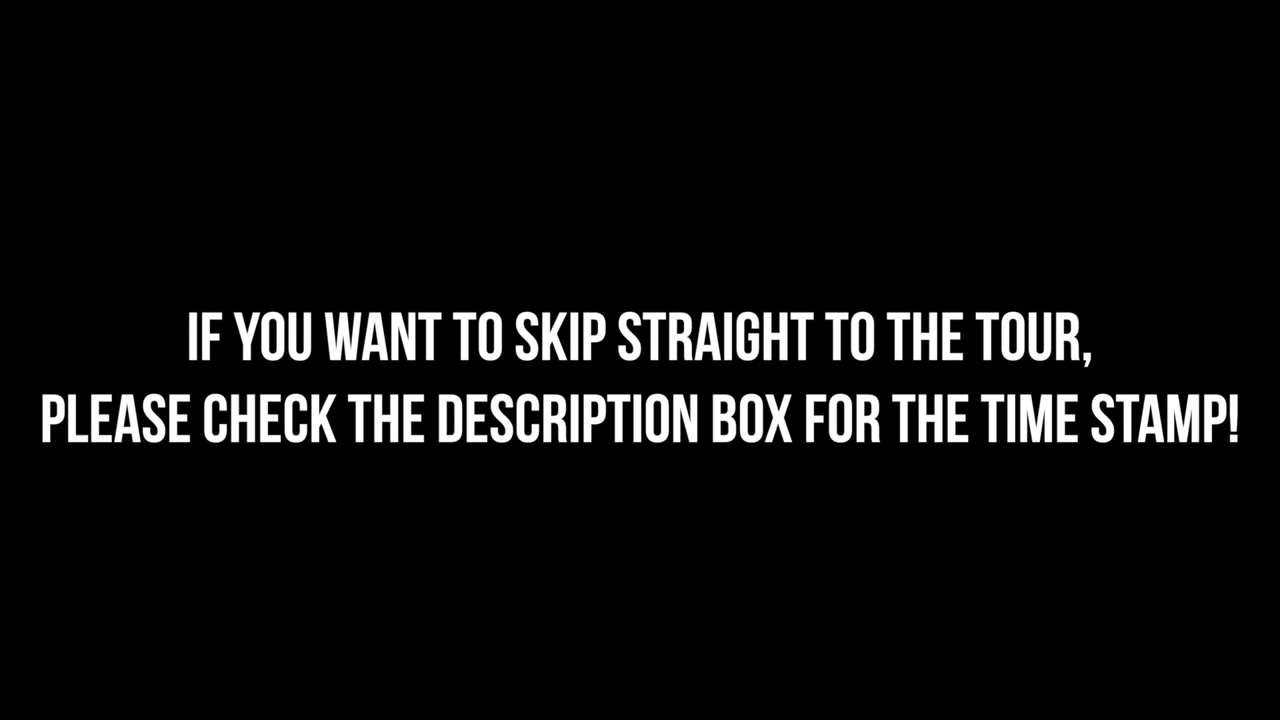 IF YOU WANT TO SKIP STRAIGHT TO THE TOUR,
PLEASE CHECK THE DESCRIPTION BOX FOR THE TIME STAMP!